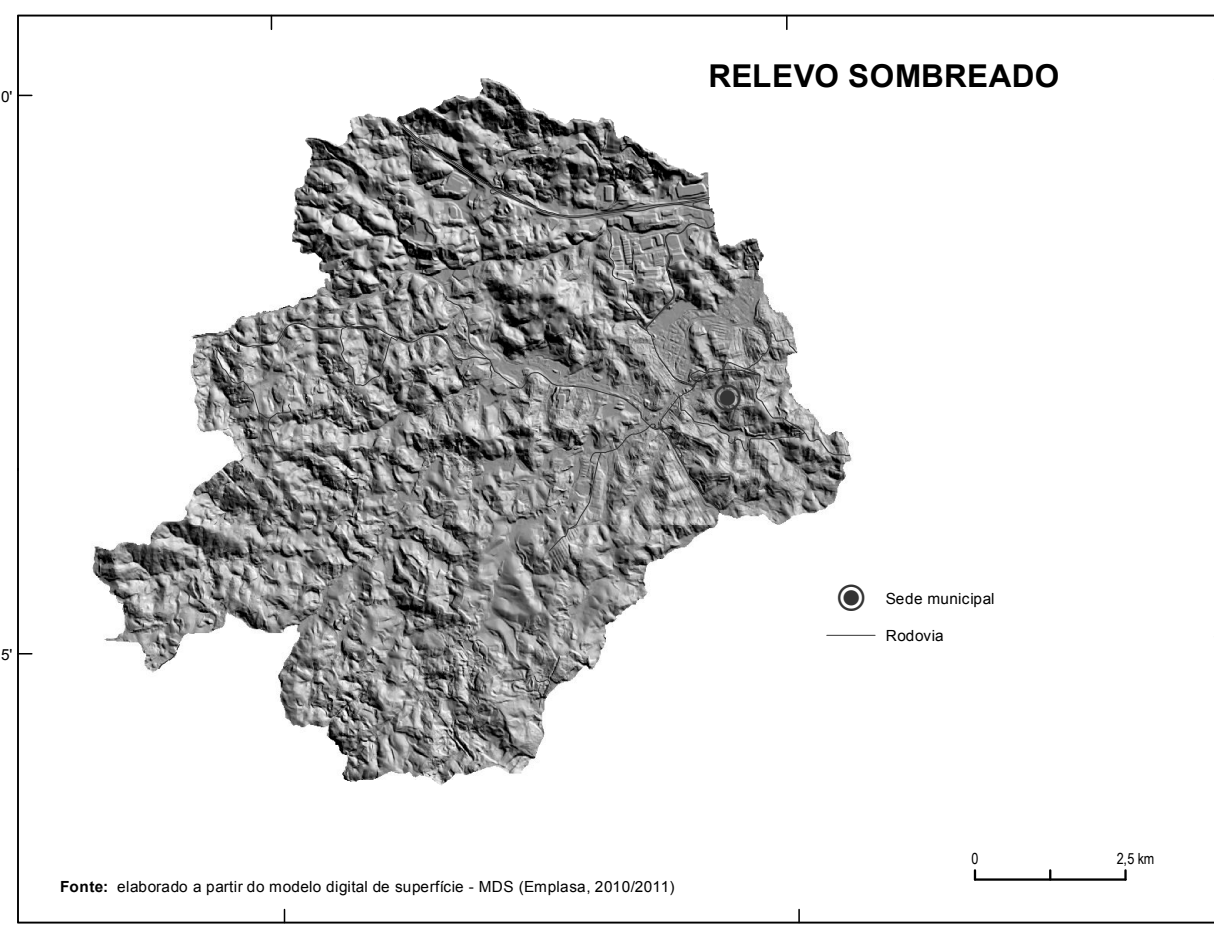 RELEVO SOMBREADO
0'
Sede municipal
Rodovia
5'
0 2,5 km
Fonte: elaborado a partir do modelo digital de superfície - MDS (Emplasa, 2010/2011)